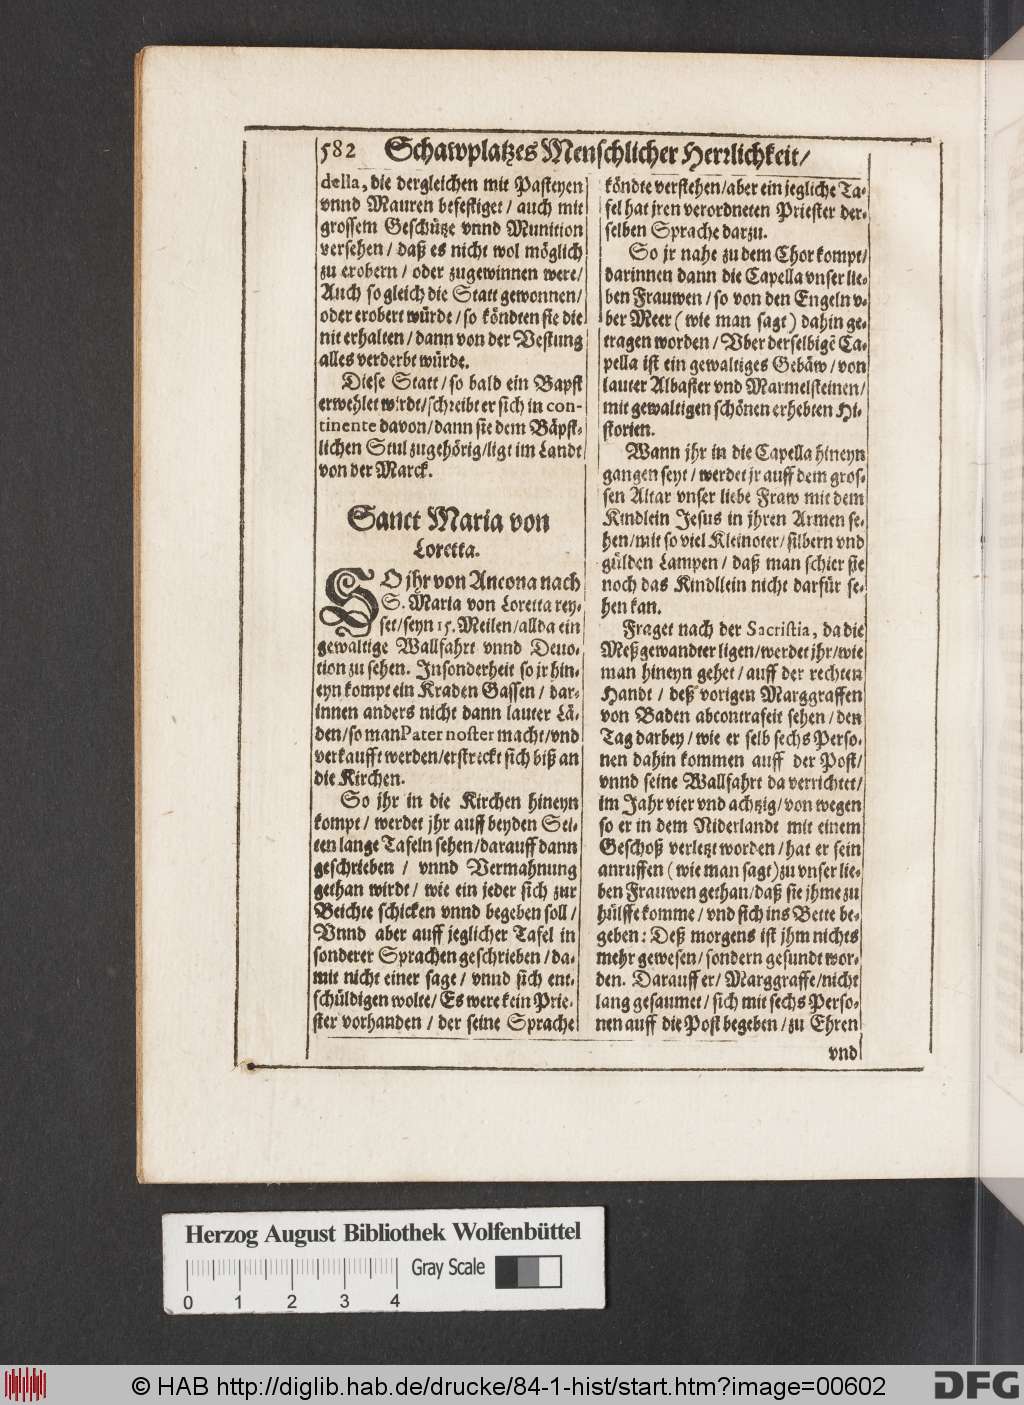 582 Schawplatzes Menschlicher Herrlichkeit/
della, die dergleichen mit Pasteyen
vnnd Mauren befestiget / auch mit
grossem Geschütze vnnd Munition
versehen / daß es nicht wol möglich
zu erobern / oder zugewinnen were/
Auch so gleich die Statt gewonnen/
oder erobert würde / so köndten sie die
nit erhalten / dann von der Vestung
alles verderbt würde.
Diese Statt / so bald ein Bapst
erwehlet wirdt/schreibt er sich in con-
tinente davon/dann sie dem Bäpst-
lichen Stul zugehörig/ligt im Landt
von der Marck.
Sanct Maria von
Loretta.
SO jhr von Ancona nach
S. Maria von Loretta rey-
set/seyn 15. Meilen/allda ein
gewaltige Wallfahrt vnnd Deuo-
tion zu sehen. Insonderheit so jr hin-
eyn kompt ein Kraden Gassen / dar-
innen anders nicht dann lauter Lä-
den/so man Pater noster macht/vnd
verkaufft werden/erstreckt sich biß an
die Kirchen.
So jhr in die Kirchen hineyn
kompt / werdet jhr auff beyden Sei-
ten lange Tafeln sehen/darauff dann
geschrieben / vnnd Vermahnung
gethan wirdt / wie ein jeder sich zur
Beichte schicken vnnd begeben soll /
Vnnd aber auff jeglicher Tafel in
sonderer Sprachen geschrieben / da-
mit nicht einer sage / vnnd sich ent-
schüldigen wolte/ Es were kein Prie-
ster vorhanden / der seine Sprache
köndte verstehen/aber ein jegliche Ta-
fel hat jren verordneten Priester der-
selben Sprache darzu.
So jr nahe zu dem Chor kompt/
darinnen dann die Capella vnser lie-
ben Frauwen / so von den Engeln v-
ber Meer ( wie man sagt ) dahin ge-
tragen worden / Vber derselbigē Ca-
pella ist ein gewaltiges Gebäw / von
lauter Albaster vnd Marmelsteinen/
mit gewaltigen schönen erhebten Hi-
storien.
Wann jhr in die Capella hineyn
gangen seyt / werdet jr auff dem gros-
sen Altar vnser liebe Fraw mit dem
Kindlein Jesus in jhren Armen se-
hen/mit so viel Kleinoter/silbern vnd
gülden Lampen / daß man schier sie
noch das Kindllein nicht darfür se-
hen kan.
Fraget nach der Sacristia, da die
Meßgewandter ligen/werdet jhr/wie
man hineyn gehet / auff der rechten
Handt / deß vorigen Marggraffen
von Baden abcontrafeit sehen / den
Tag darbey / wie er selb sechs Perso-
nen dahin kommen auff der Post/
vnnd seine Wallfahrt da verrichtet/
im Jahr vier vnd achtzig/von wegen
so er in dem Niderlandt mit einem
Geschoß verletzt worden / hat er sein
anruffen ( wie man sagt) zu vnser lie-
ben Frauwen gethan/daß sie jhme zu
hülffe komme / vnd sich ins Bette be-
geben : Deß morgens ist jhm nichts
mehr gewesen / sondern gesundt wor-
den. Darauff er / Marggraffe/nicht
lang gesaumet / sich mit sechs Perso-
nen auff die Post begeben / zu Ehren
vnd
Herzog August Bibliothek Wolfenbüttel
Gray Scale
0 1 2 3 4
© HAB http://diglib.hab.de/drucke/84-1-hist/start.htm?image=00602
DFG